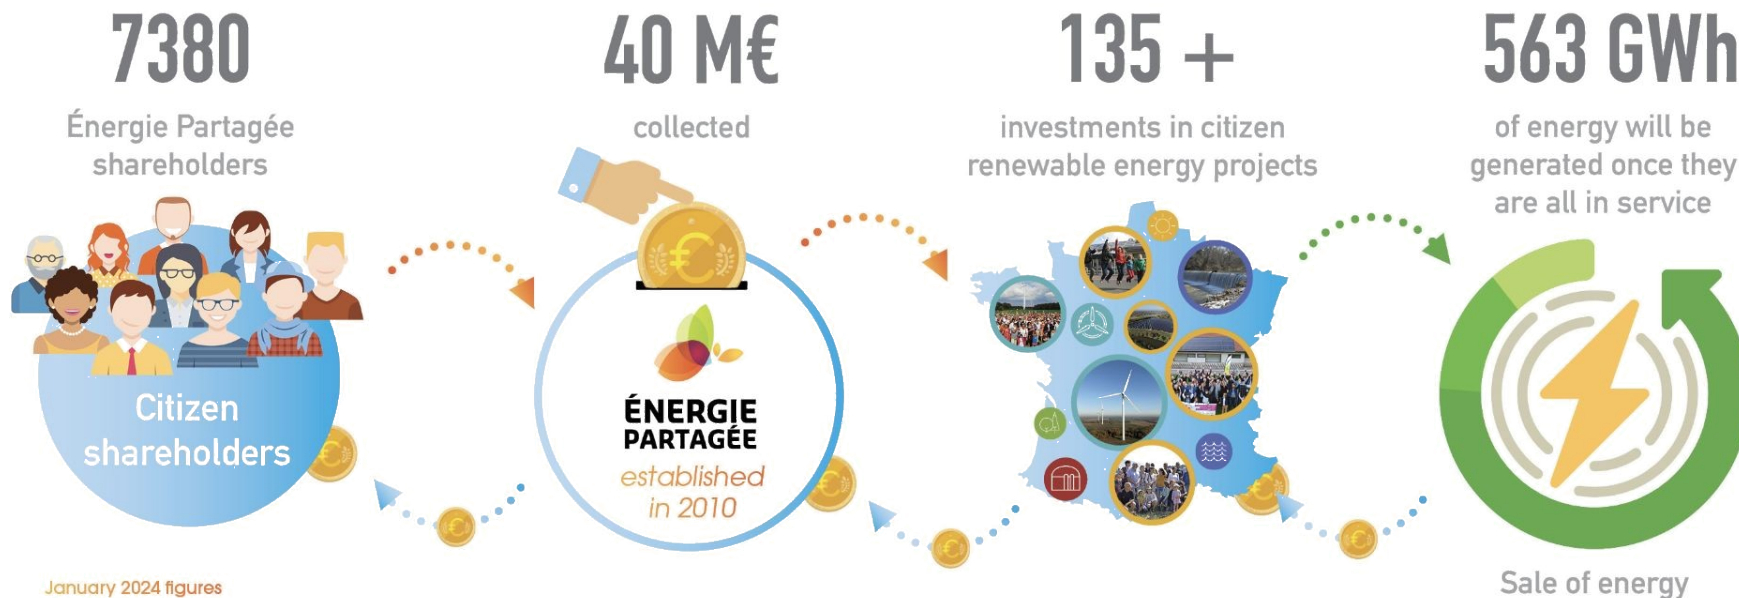 7380
Énergie Partagée
shareholders
Citizen
shareholders
40 M€
collected
€
ÉNERGIE
PARTAGÉE
established
in 2010
135 +
investments in citizen
renewable energy projects
563 GWh
of energy will be
generated once they
are all in service
Sale of energy
€
€
€
€
€
€
January 2024 figures